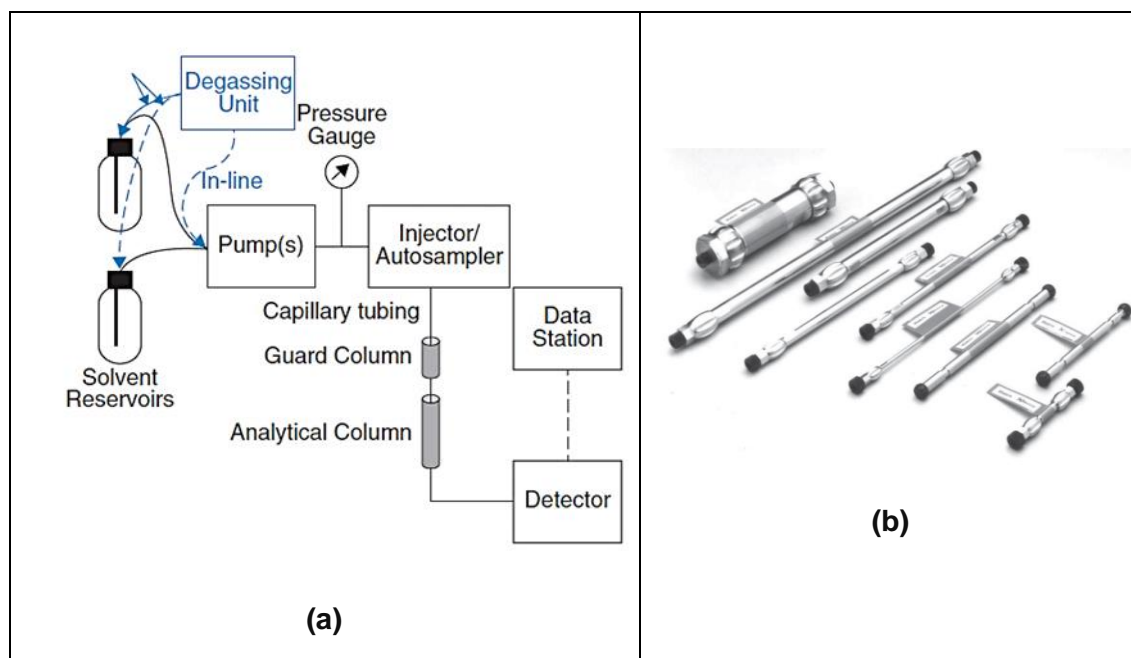 Degassing
Unit
Pressure
Gauge
In-line
Pump(s)
Injector/
Autosampler
Capillary tubing
Data
Station
Guard Column
Solvent
Reservoirs
Analytical Column
Detector
(a)
(b)